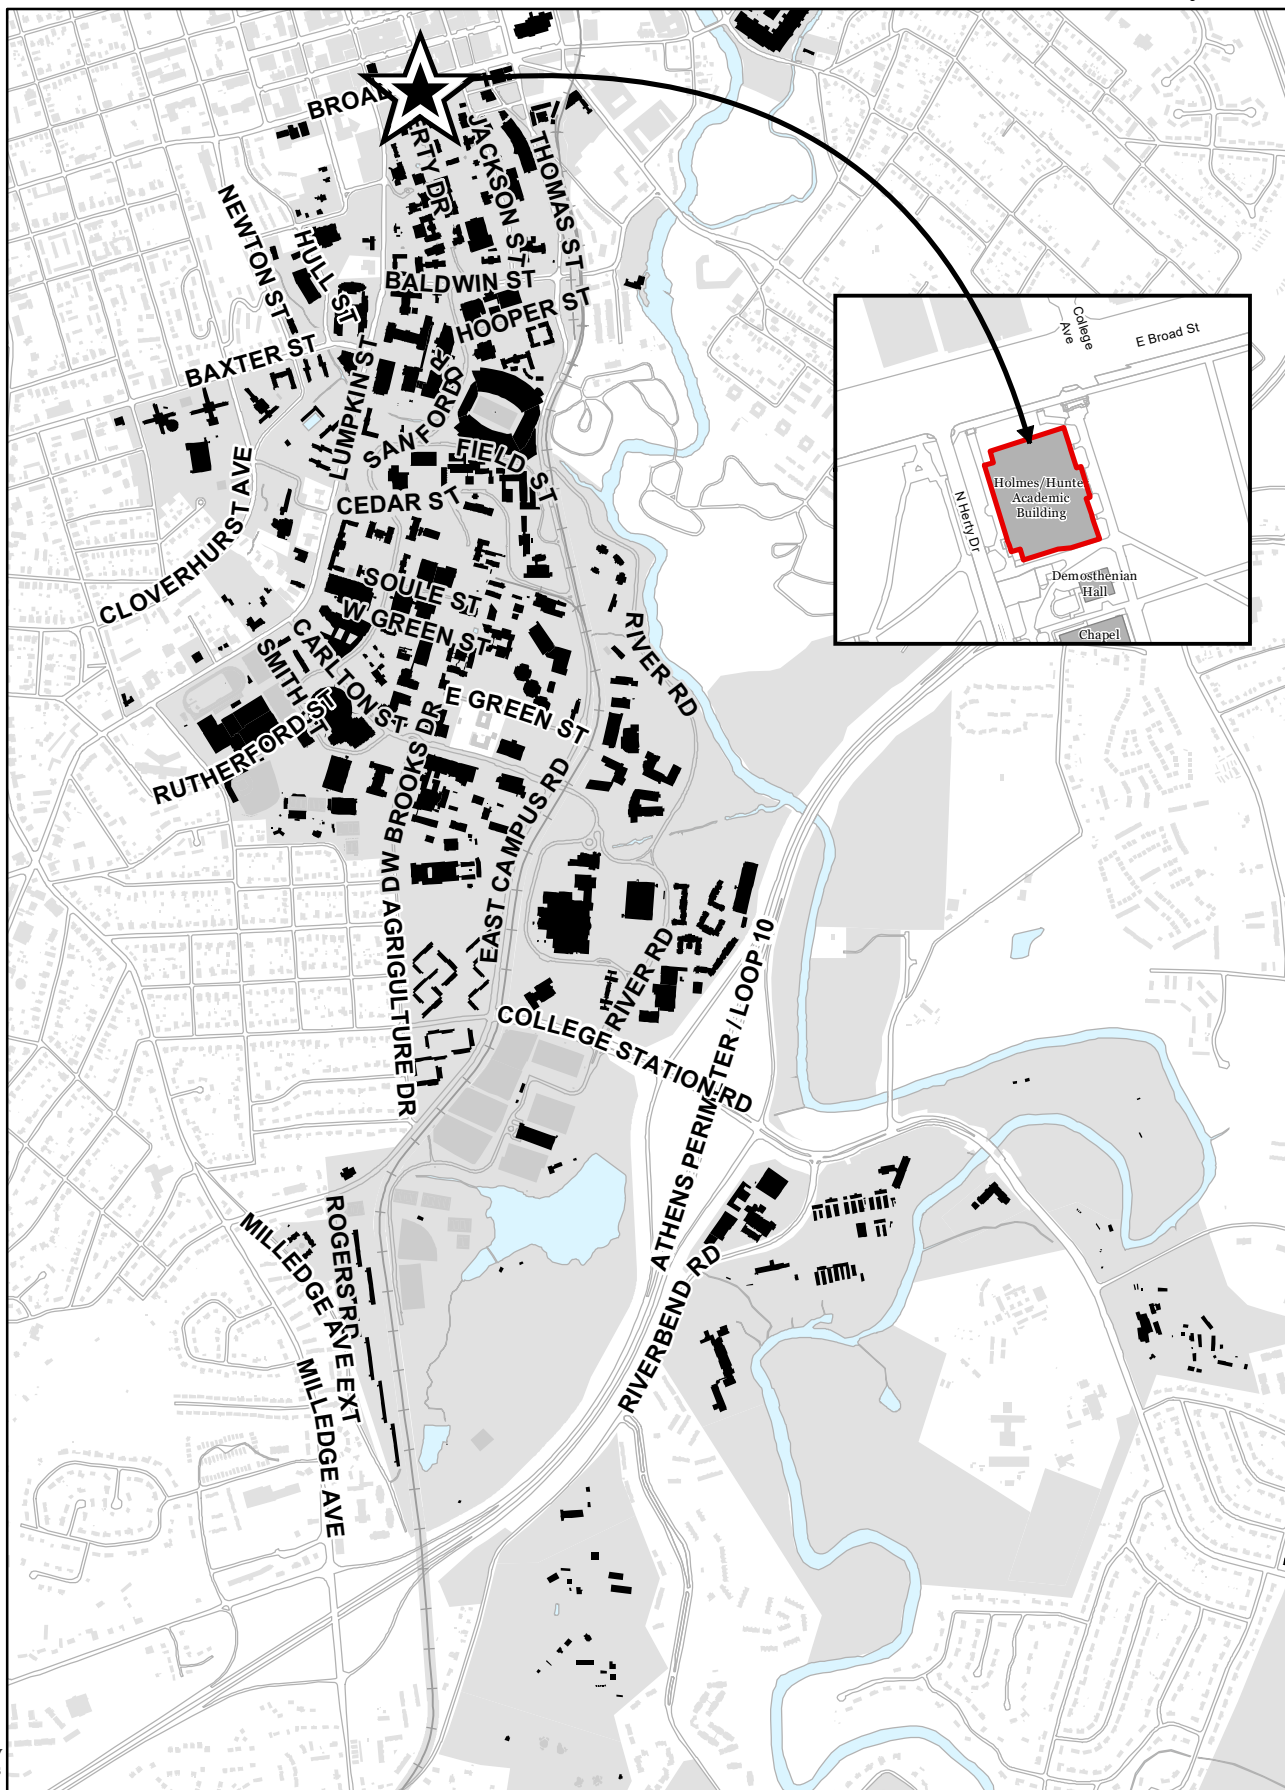 BROAD
HERTY DR
JACKSON ST
THOMAS ST
NEWTON ST
HULL ST
BALDWIN ST
HOOPER ST
BAXTER ST
LUMPKIN ST
SANFORD DR
FIELD ST
CEDAR ST
CLOVERHURST AVE
SOULE ST
W GREEN ST
CARLTON ST
SMITH ST
RIVER RD
E GREEN ST
RUTHERFORD ST
DW BROOKS DR
EAST CAMPUS RD
AGRIGULTURE DR
RIVER RD
COLLEGE STATION RD
ATHENS PERIMETER / LOOP 10
ROGERS RD
MILLEDGE AVE EXT
MILLEDGE AVE
RIVERBEND RD
College
Ave
E Broad St
N Herty Dr
Holmes/Hunte
Academic
Building
Demosthenian
Hall
Chapel